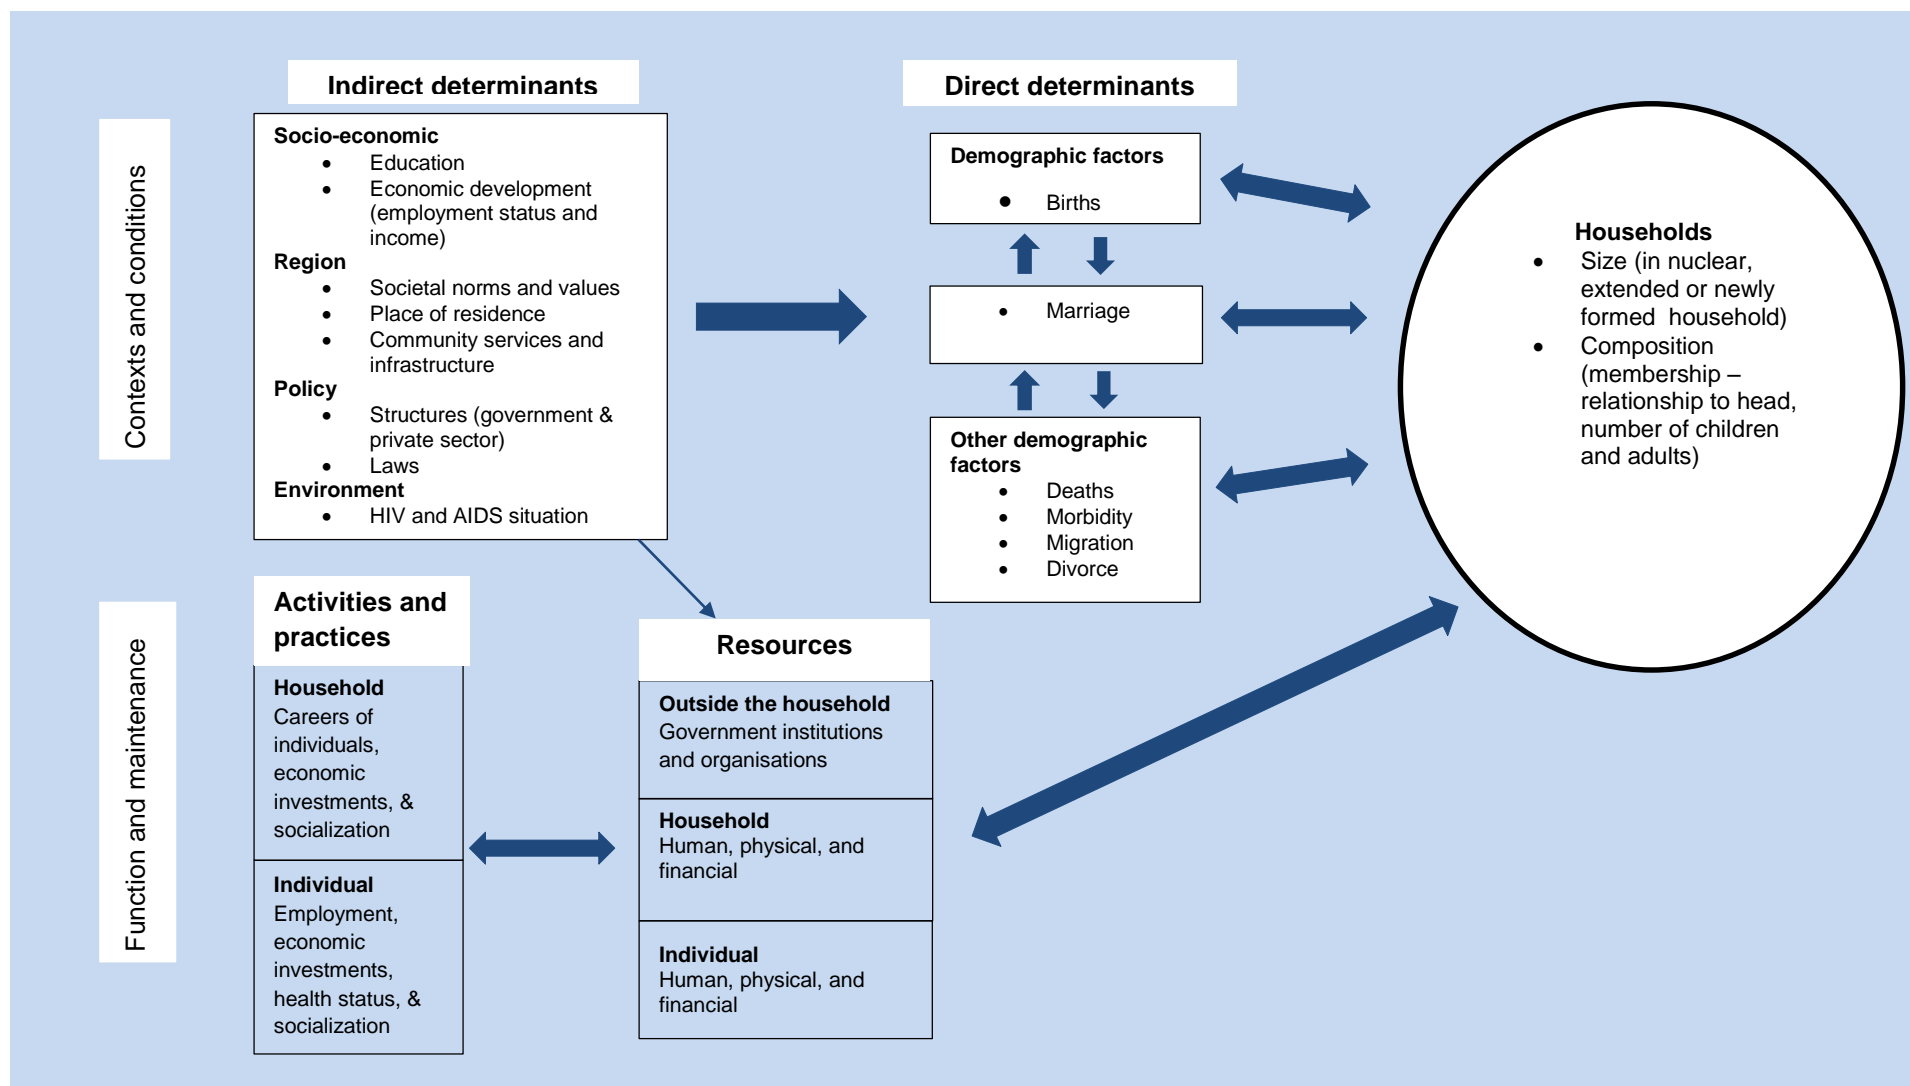 Indirect determinants
Direct determinants
Contexts and conditions
Socio-economic
• Education
• Economic development
(employment status and
income)
Region
• Societal norms and values
• Place of residence
• Community services and
infrastructure
Policy
• Structures (government &
private sector)
• Laws
Environment
• HIV and AIDS situation
Demographic factors
• Births
• Marriage
Other demographic
factors
• Deaths
• Morbidity
• Migration
• Divorce
Households
• Size (in nuclear,
extended or newly
formed household)
• Composition
(membership –
relationship to head,
number of children
and adults)
Function and maintenance
Activities and
practices
Household
Careers of
individuals,
economic
investments, &
socialization
Individual
Employment,
economic
investments,
health status, &
socialization
Resources
Outside the household
Government institutions
and organisations
Household
Human, physical, and
financial
Individual
Human, physical, and
financial